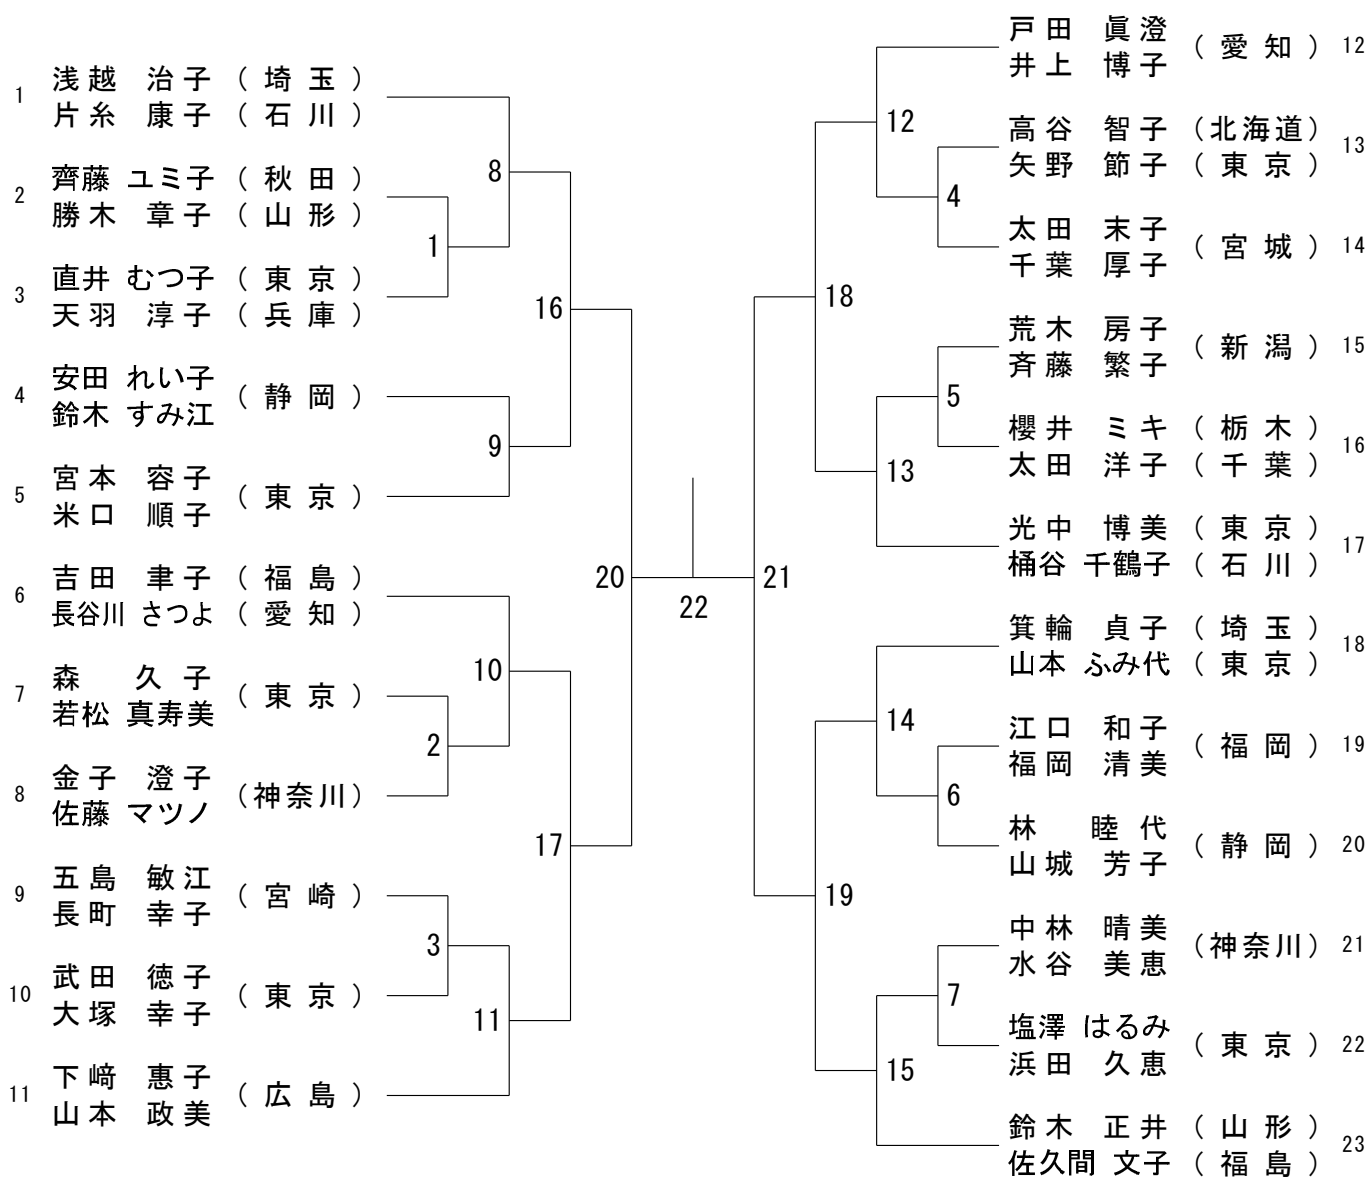 1 浅越 治子 (埼玉)
片糸 康子 (石川)
2 齊藤 ユミ子 (秋田)
勝木 章子 (山形)
3 直井 むつ子 (東京)
天羽 淳子 (兵庫)
4 安田 れい子 (静岡)
鈴木 すみ江
5 宮本 容子 (東京)
米口 順子
6 吉田 聿子 (福島)
長谷川 さつよ (愛知)
7 森 久子 (東京)
若松 真寿美
8 金子 澄子 (神奈川)
佐藤 マツノ
9 五島 敏江 (宮崎)
長町 幸子
10 武田 徳子 (東京)
大塚 幸子
11 下﨑 惠子 (広島)
山本 政美
8
1
16
9
20
10
2
17
3
11
22
21
12
4
18
5
13
14
6
19
7
15
戸田 眞澄 (愛知) 12
井上 博子
高谷 智子 (北海道) 13
矢野 節子 (東京)
太田 末子 (宮城) 14
千葉 厚子
荒木 房子 (新潟) 15
斉藤 繁子
櫻井 ミキ (栃木) 16
太田 洋子 (千葉)
光中 博美 (東京) 17
桶谷 千鶴子 (石川)
箕輪 貞子 (埼玉) 18
山本 ふみ代 (東京)
江口 和子 (福岡) 19
福岡 清美
林 睦代 (静岡) 20
山城 芳子
中林 晴美 (神奈川) 21
水谷 美恵
塩澤 はるみ (東京) 22
浜田 久恵
鈴木 正井 (山形) 23
佐久間 文子 (福島)